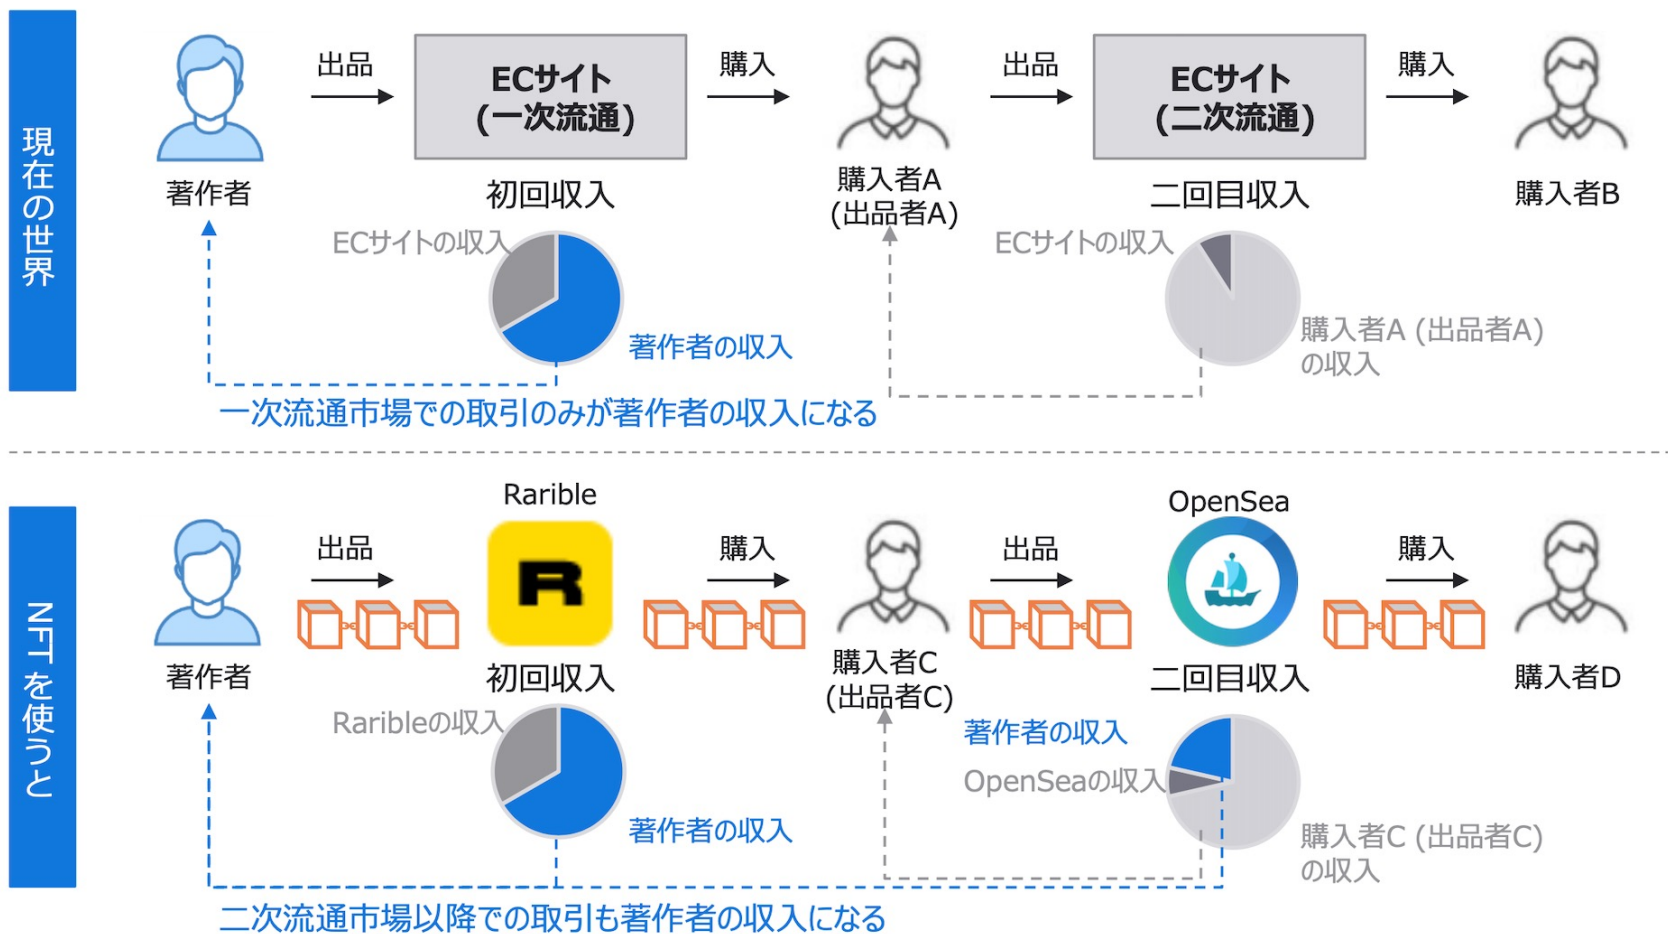 現在の世界
出品
ECサイト
(一次流通)
購入
出品
ECサイト
(二次流通)
購入
著作者
初回収入
購入者A
(出品者A)
二回目収入
購入者B
ECサイトの収入
著作者の収入
ECサイトの収入
購入者A (出品者A)
の収入
一次流通市場での取引のみが著作者の収入になる
NFTを使うと
Rarible
OpenSea
出品
R
購入
出品
購入
著作者
初回収入
購入者C
(出品者C)
二回目収入
購入者D
Raribleの収入
著作者の収入
著作者の収入
OpenSeaの収入
購入者C (出品者C)
の収入
二次流通市場以降での取引も著作者の収入になる